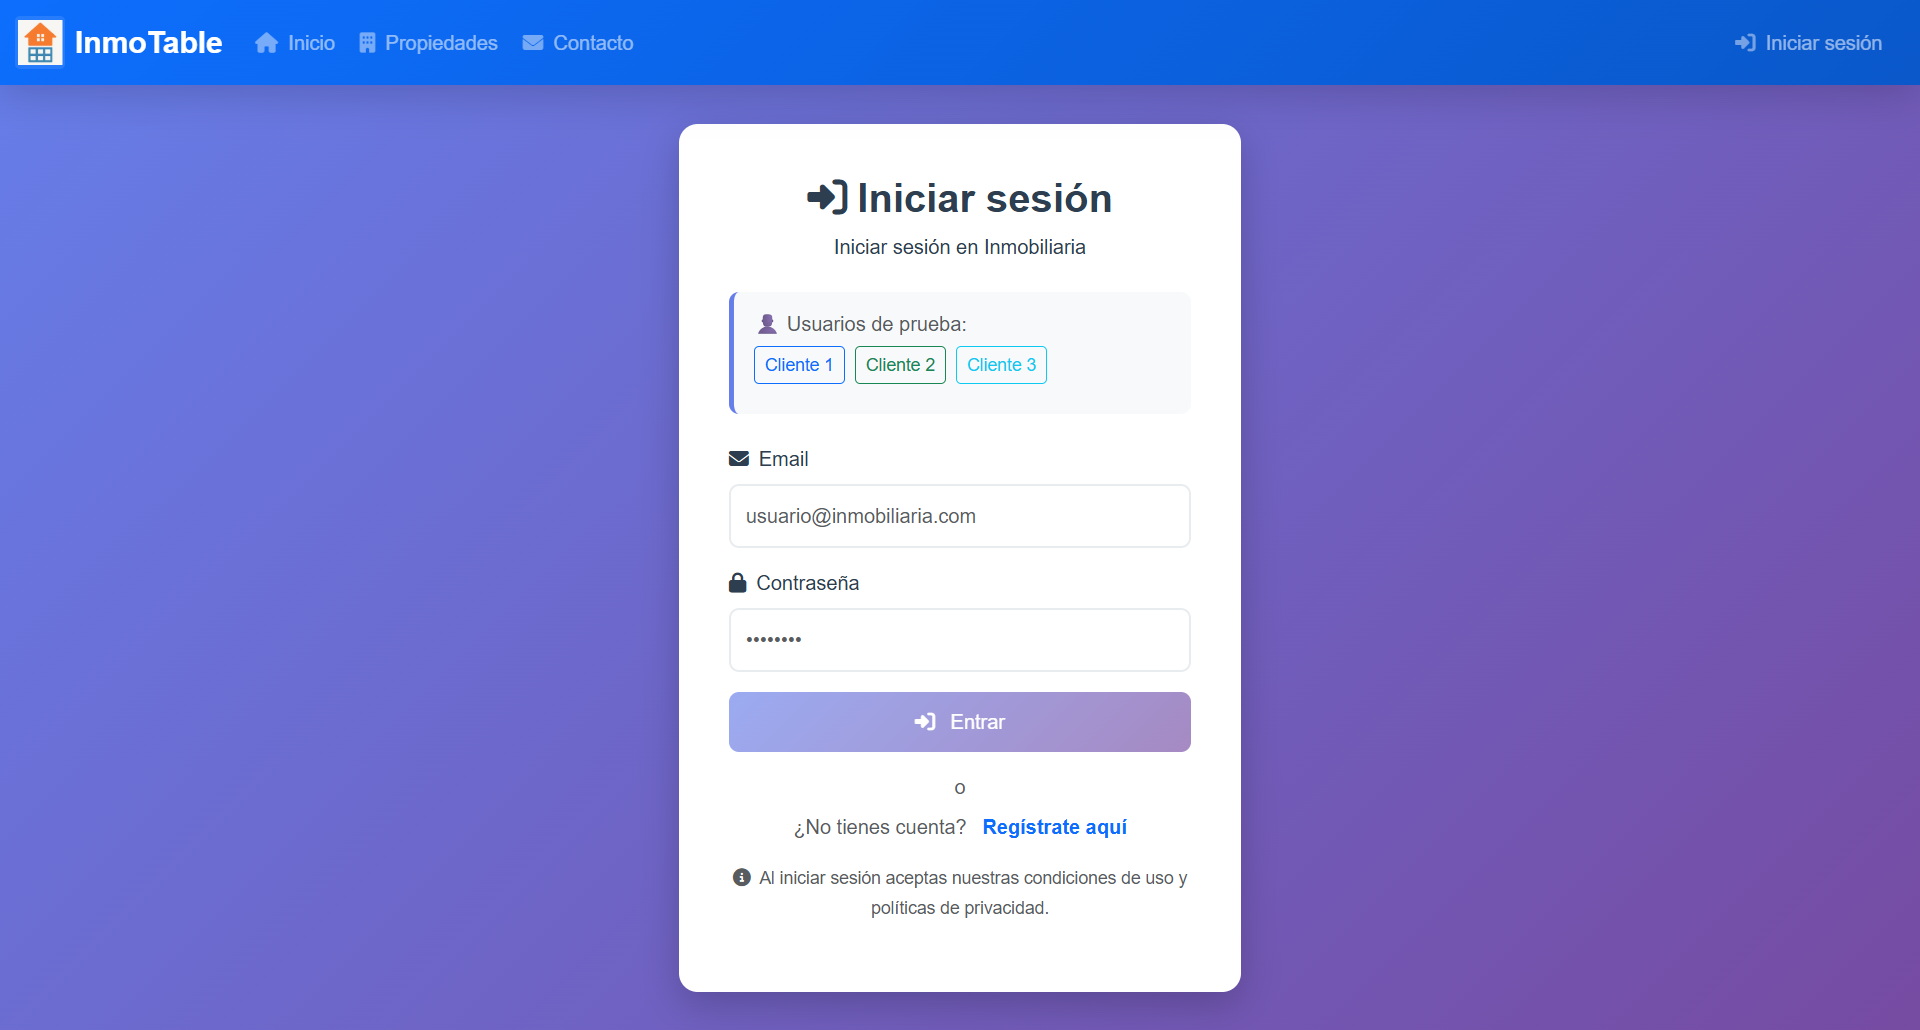 InmoTable
Inicio
Propiedades
Contacto
Iniciar sesión
Iniciar sesión
Iniciar sesión en Inmobiliaria
Usuarios de prueba:
Cliente 1
Cliente 2
Cliente 3
Email
usuario@inmobiliaria.com
Contraseña
••••••••
Entrar
o
¿No tienes cuenta? Regístrate aquí
Al iniciar sesión aceptas nuestras condiciones de uso y
políticas de privacidad.